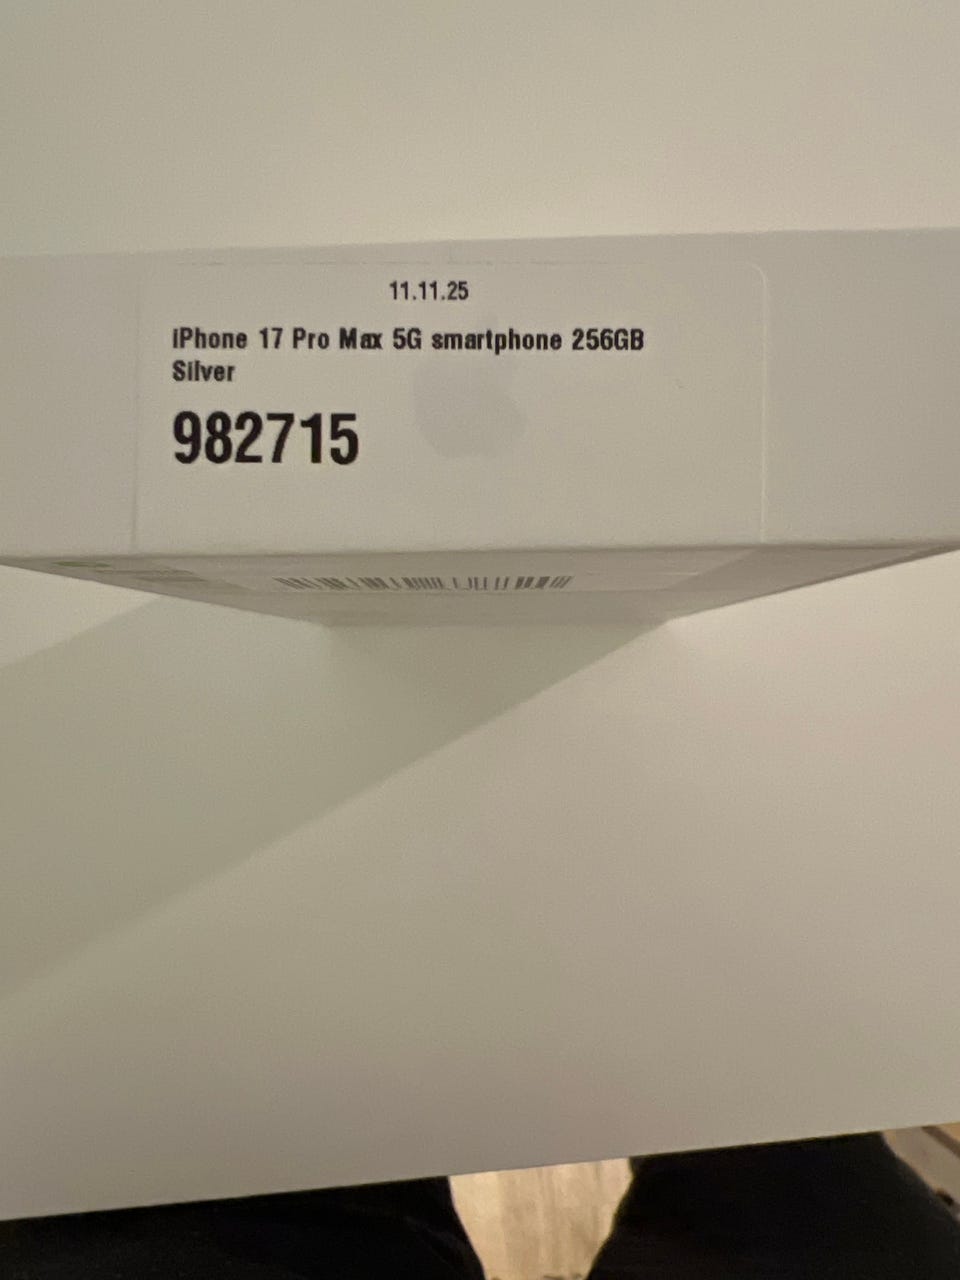 11.11.25
iPhone 17 Pro Max 5G smartphone 256GB
Silver
982715